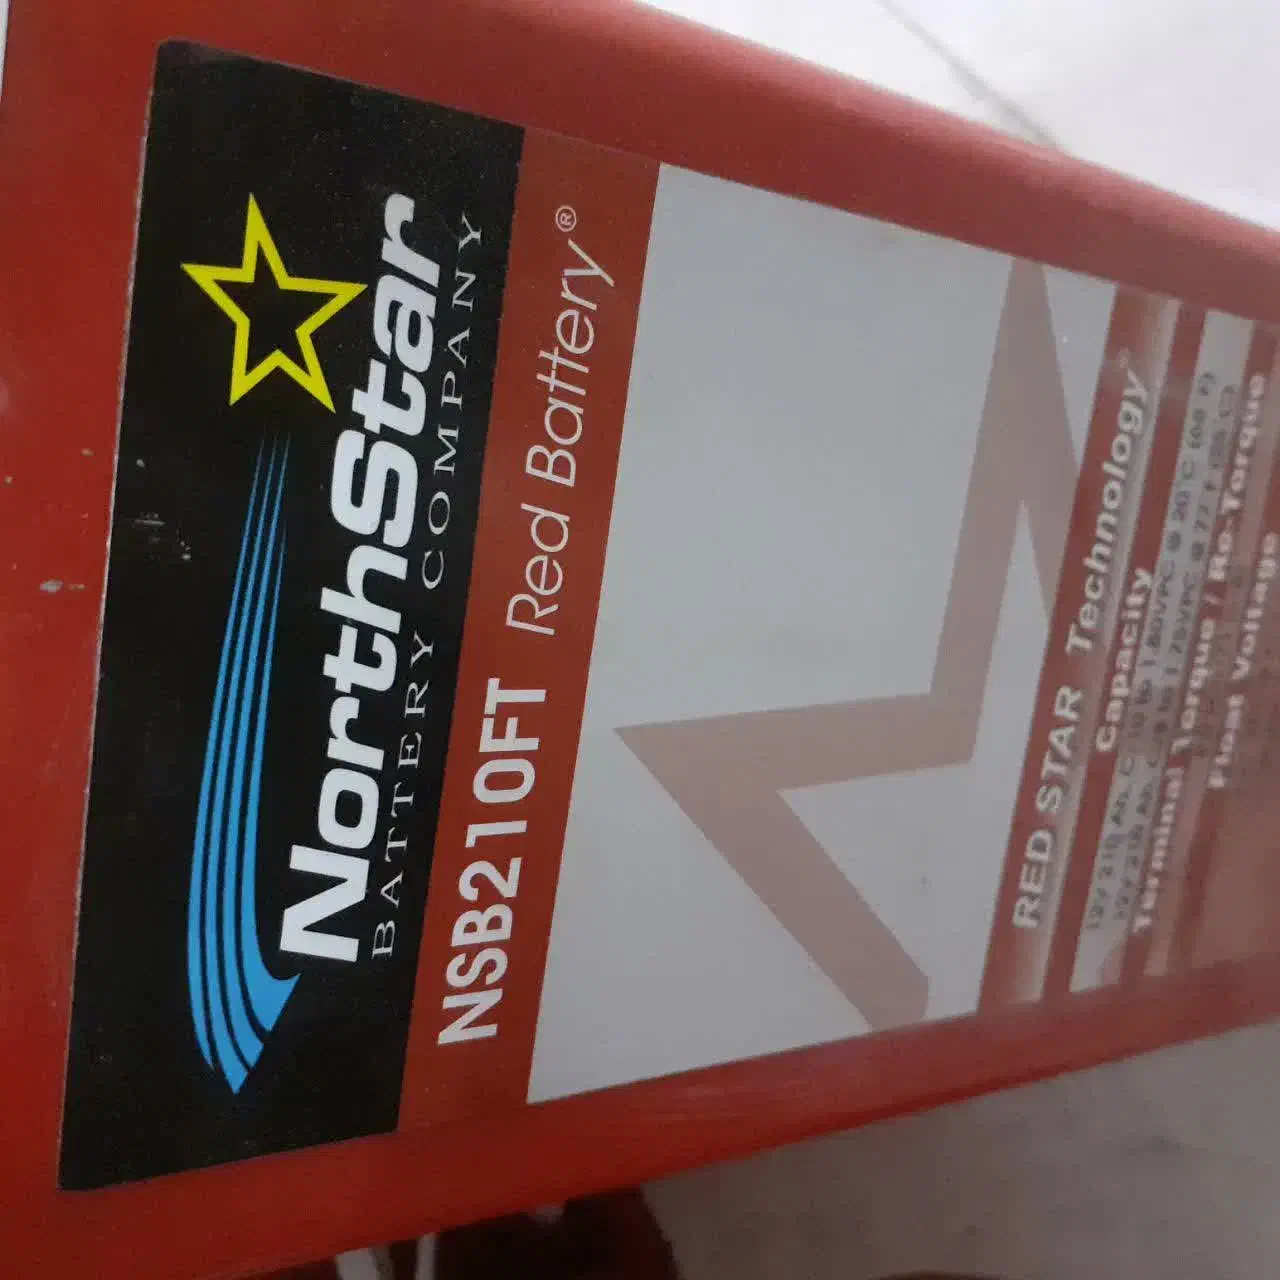 NorthStar
BATTERY COMPANY
NSB210FT Red Battery®
RED STAR Technology
Capacity
Terminal Torque / Re-Torque
Float Voltage